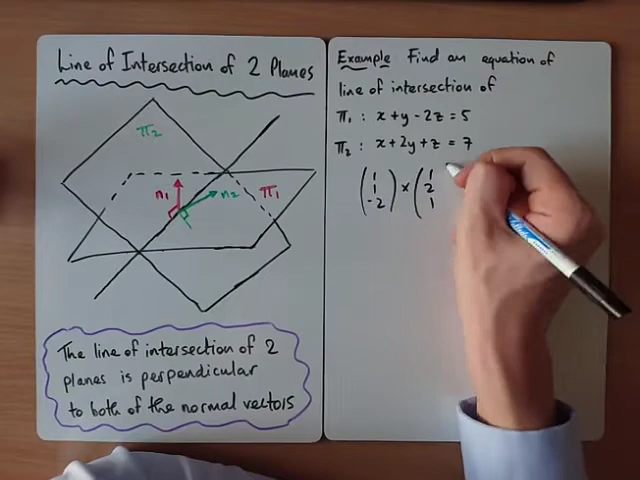 Line of Intersection of 2 Planes
π₂
n₁
n₂
π₁
The line of intersection of 2
planes is perpendicular
to both of the normal vectors
Example Find an equation of
line of intersection of
π₁ : x + y - 2z = 5
π₂ : x + 2y + z = 7
(1 1 -2) × (1 2 1